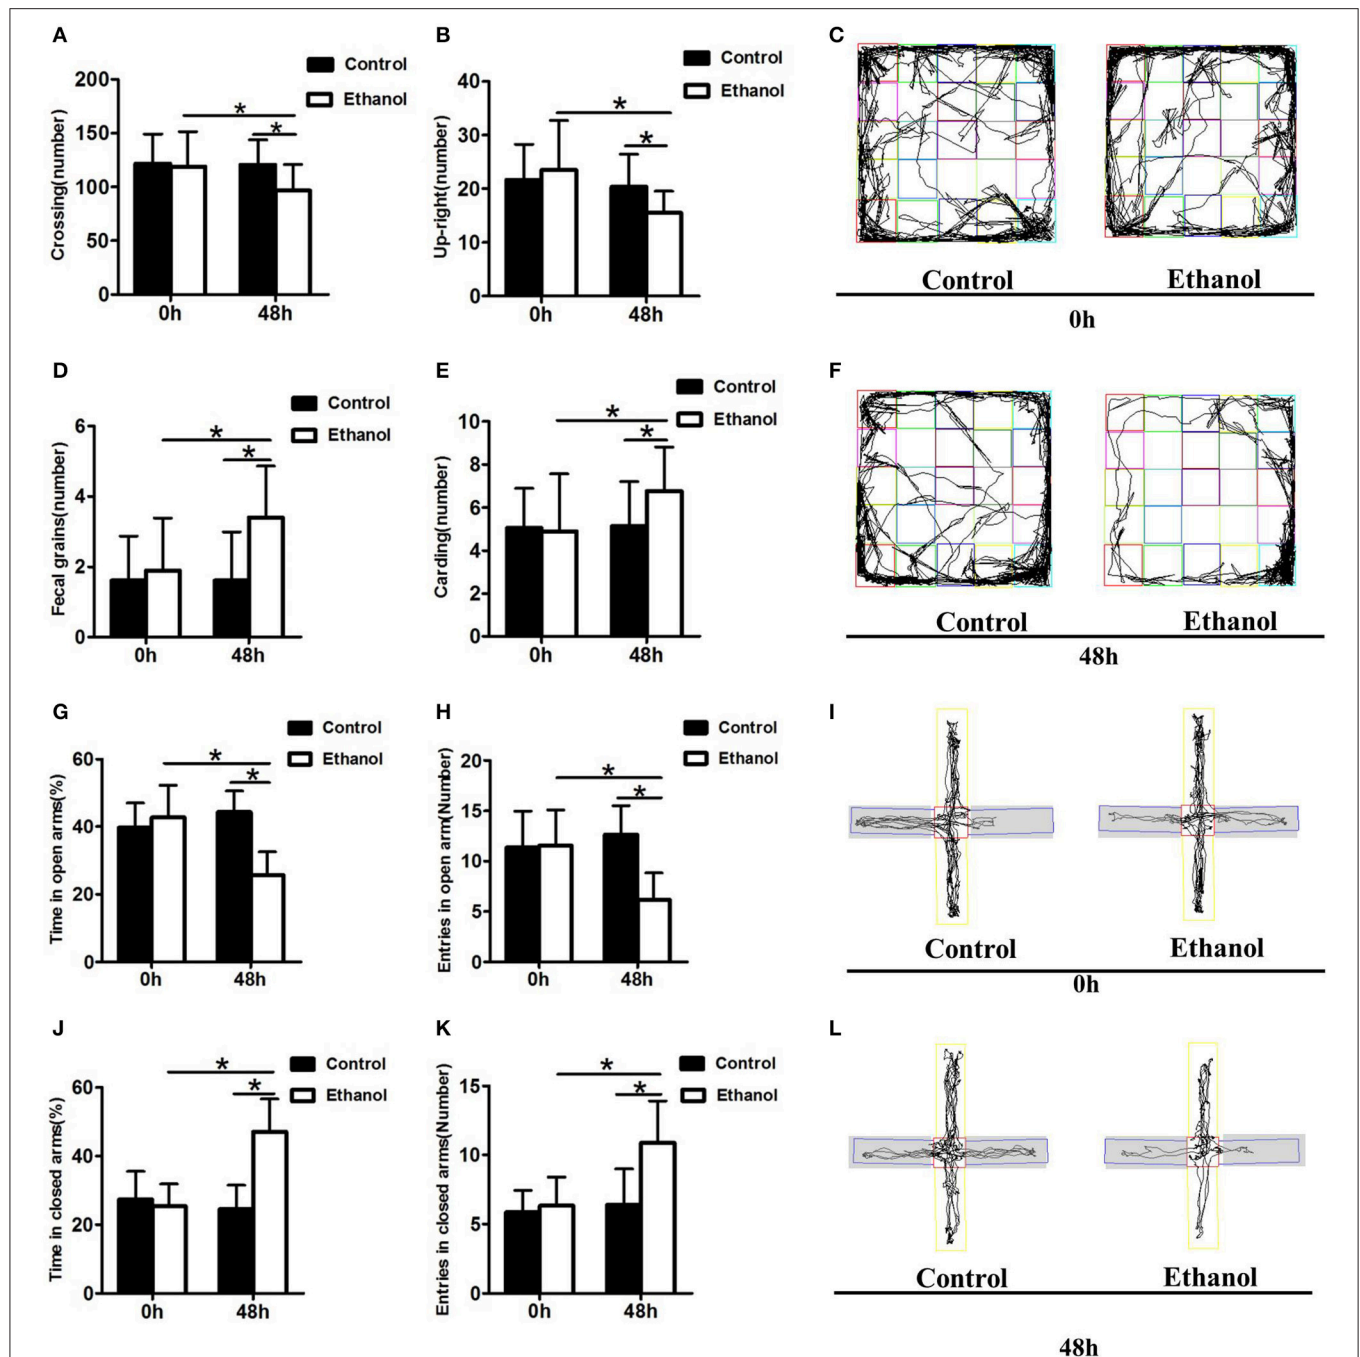 A
Control
Ethanol
Crossing(number)
200
150
100
50
0
*
*
0h
48h
B
Control
Ethanol
Up-right(number)
40
30
20
10
0
*
*
0h
48h
C
Control
Ethanol
0h
D
Control
Ethanol
Fecal grains(number)
6
4
2
0
*
*
0h
48h
E
Control
Ethanol
Carding(number)
10
8
6
4
2
0
*
*
0h
48h
F
Control
Ethanol
48h
G
Control
Ethanol
Time in open arms(%)
60
40
20
0
*
*
0h
48h
H
Control
Ethanol
Entries in open arm(Number)
20
15
10
5
0
*
*
0h
48h
I
Control
Ethanol
0h
J
Control
Ethanol
Time in closed arms(%)
60
40
20
0
*
*
0h
48h
K
Control
Ethanol
Entries in closed arms(Number)
15
10
5
0
*
*
0h
48h
L
Control
Ethanol
48h